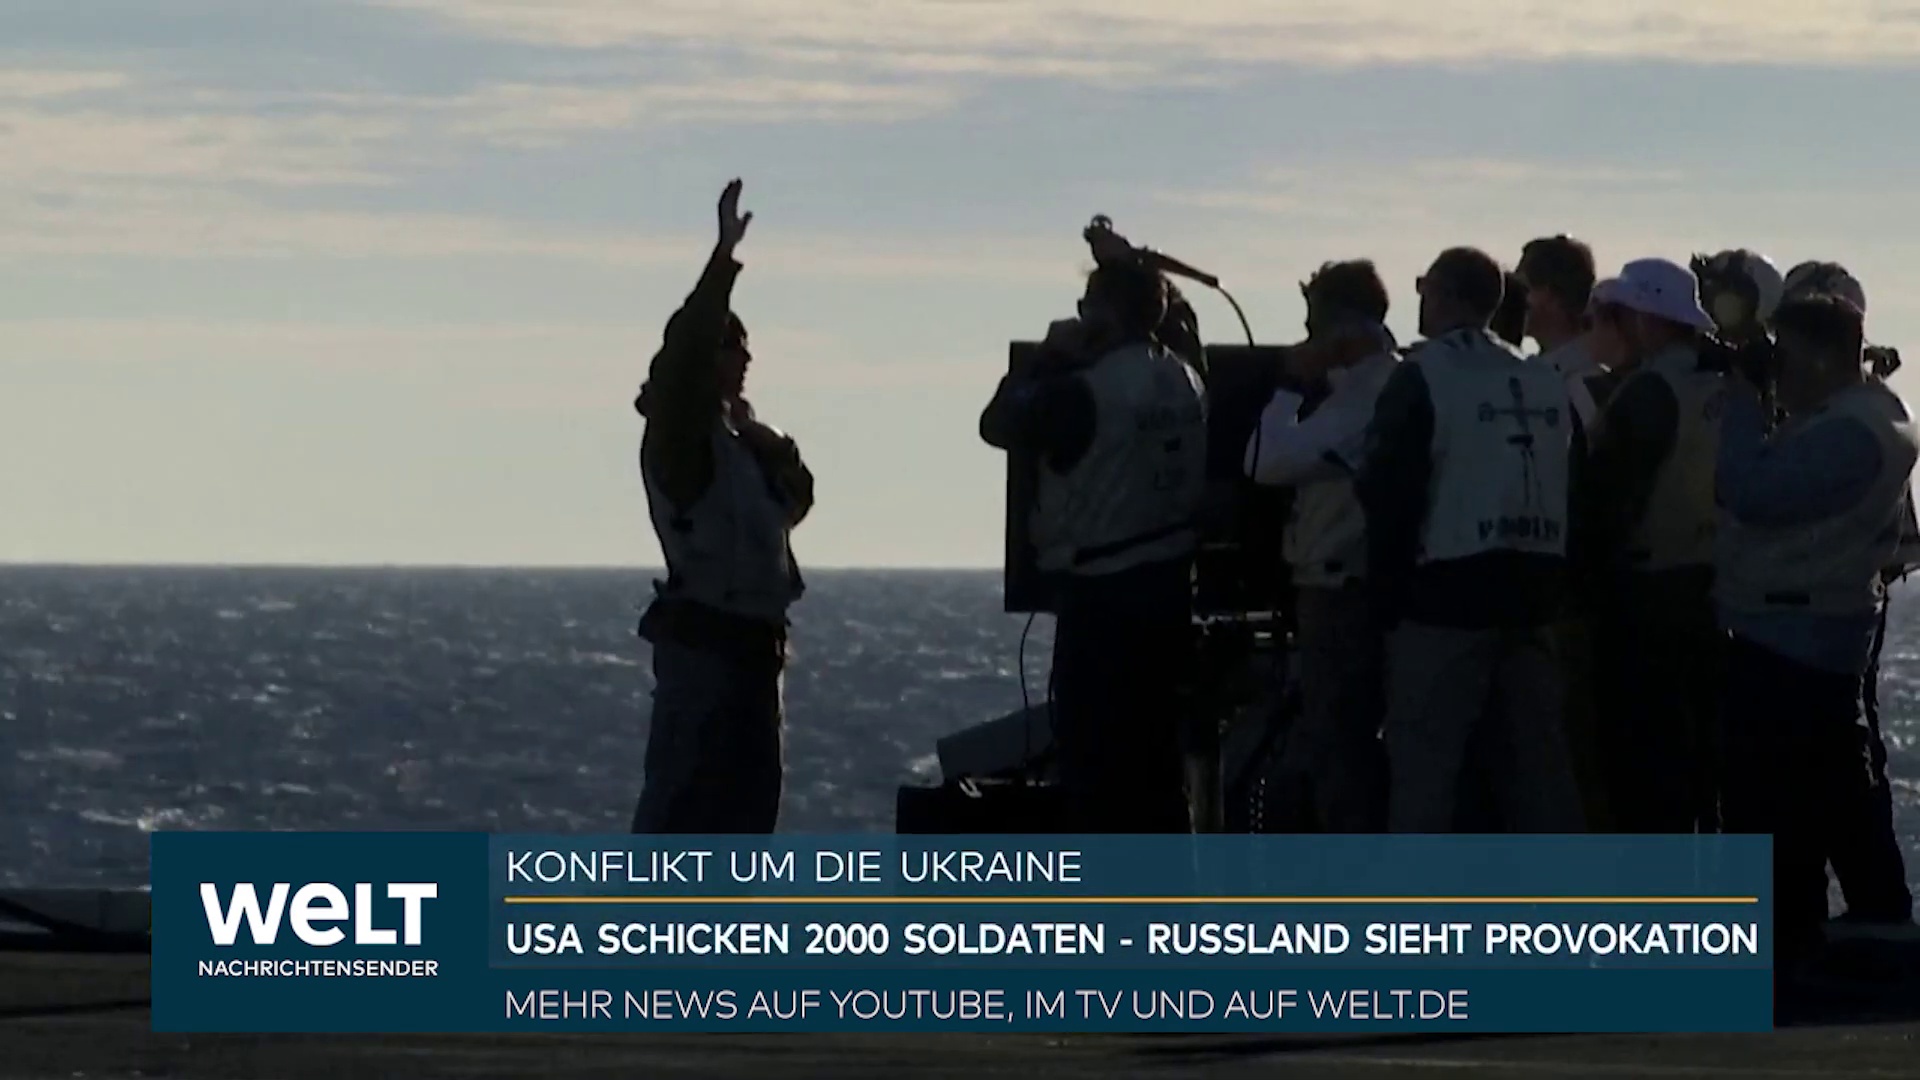 KONFLIKT UM DIE UKRAINE
WELT
NACHRICHTENSENDER
USA SCHICKEN 2000 SOLDATEN - RUSSLAND SIEHT PROVOKATION
MEHR NEWS AUF YOUTUBE, IM TV UND AUF WELT.DE